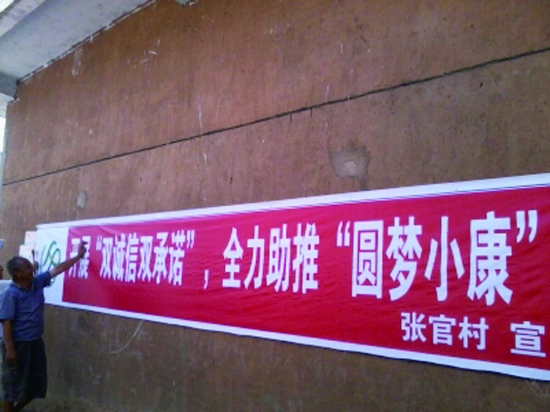 开展“双诚信双承诺”，全力助推“圆梦小康”
张官村 宣